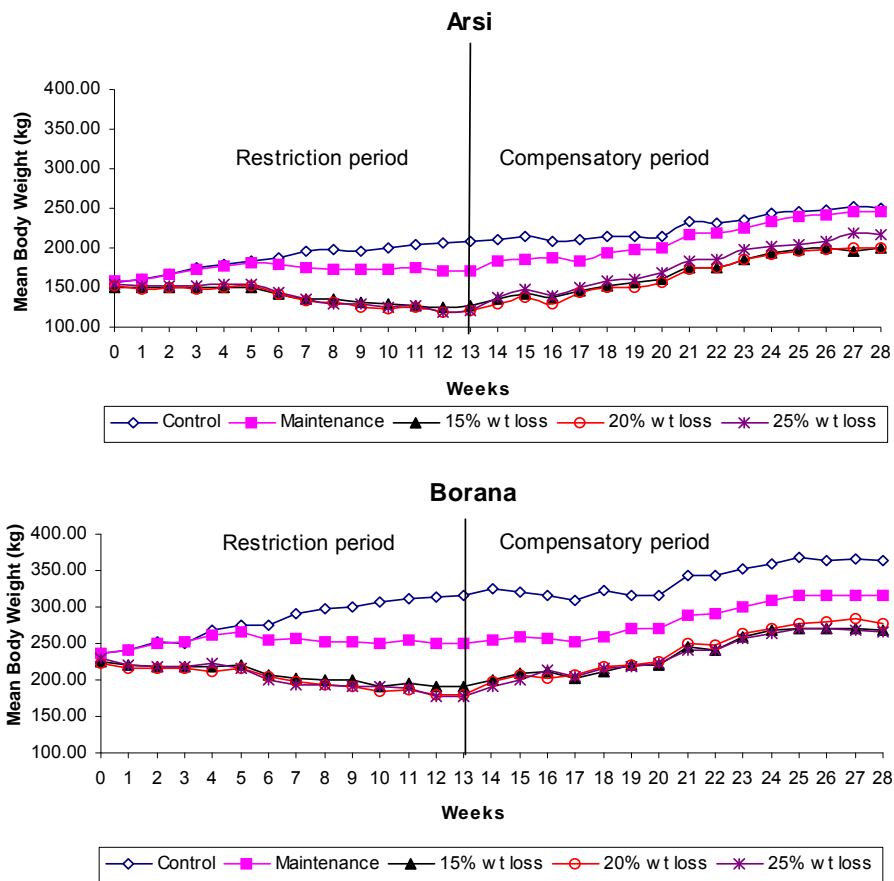 Arsi
Mean Body Weight (kg)
400.00
350.00
300.00
250.00
200.00
150.00
100.00
Restriction period Compensatory period
0 1 2 3 4 5 6 7 8 9 10 11 12 13 14 15 16 17 18 19 20 21 22 23 24 25 26 27 28
Weeks
Control Maintenance 15% wt loss 20% wt loss 25% wt loss
Borana
Mean Body Weight (kg)
400.00
350.00
300.00
250.00
200.00
150.00
100.00
Restriction period Compensatory period
0 1 2 3 4 5 6 7 8 9 10 11 12 13 14 15 16 17 18 19 20 21 22 23 24 25 26 27 28
Weeks
Control Maintenance 15% wt loss 20% wt loss 25% wt loss